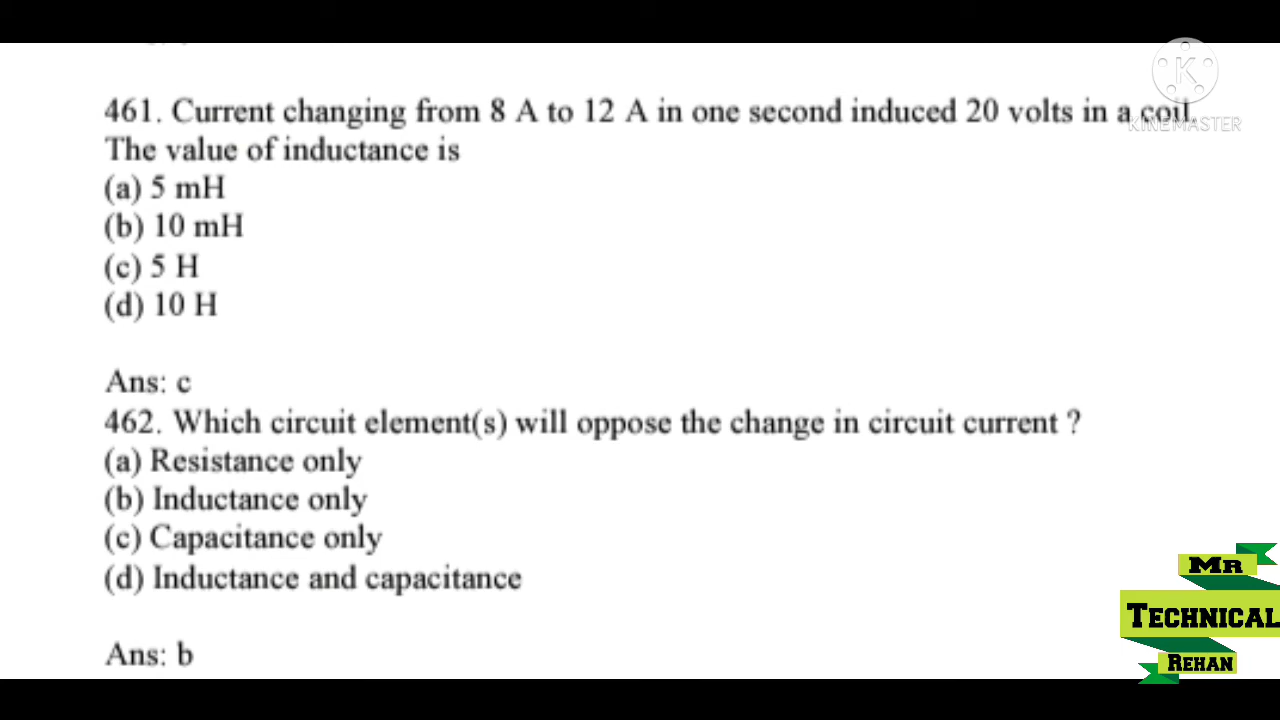 461. Current changing from 8 A to 12 A in one second induced 20 volts in a coil.
KINEMASTER
The value of inductance is
(a) 5 mH
(b) 10 mH
(c) 5 H
(d) 10 H
Ans: c
462. Which circuit element(s) will oppose the change in circuit current ?
(a) Resistance only
(b) Inductance only
(c) Capacitance only
(d) Inductance and capacitance
Ans: b
MR
TECHNICAL
REHAN